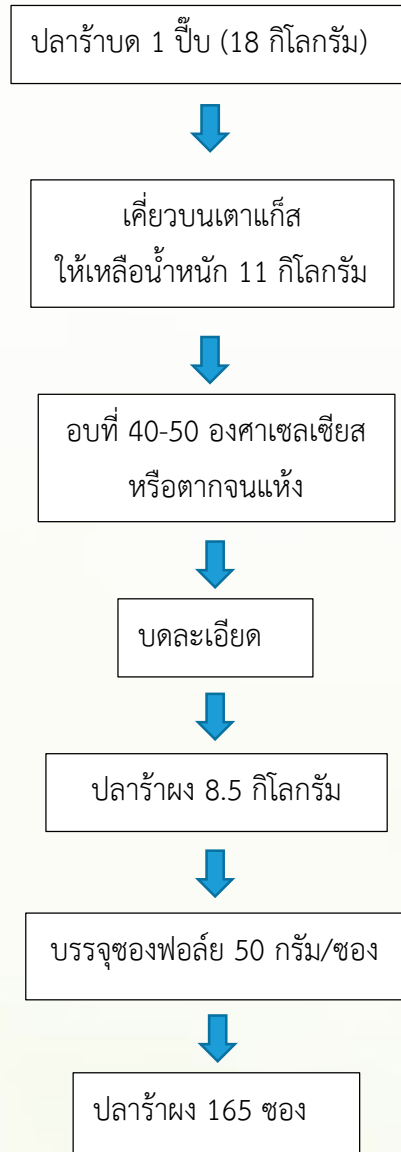 ปลาร้าบด 1 ปี๊บ (18 กิโลกรัม)
เคี่ยวบนเตาแก็ส
ให้เหลือน้ำหนัก 11 กิโลกรัม
อบที่ 40-50 องศาเซลเซียส
หรือตากจนแห้ง
บดละเอียด
ปลาร้าผง 8.5 กิโลกรัม
บรรจุซองฟอล์ย 50 กรัม/ซอง
ปลาร้าผง 165 ซอง